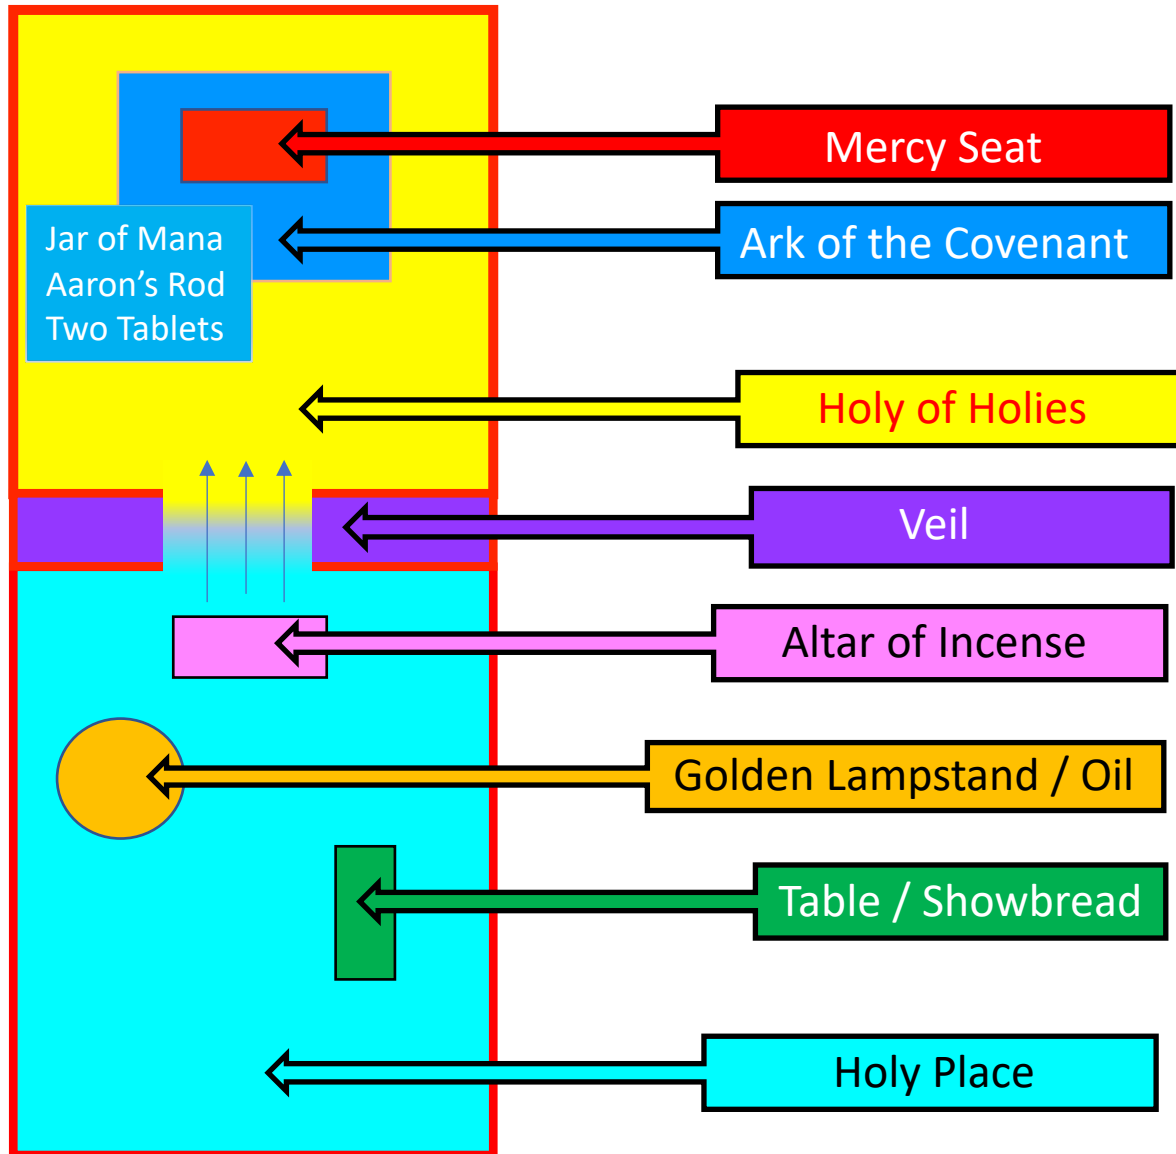 Mercy Seat
Ark of the Covenant
Jar of Mana
Aaron’s Rod
Two Tablets
Holy of Holies
Veil
Altar of Incense
Golden Lampstand / Oil
Table / Showbread
Holy Place